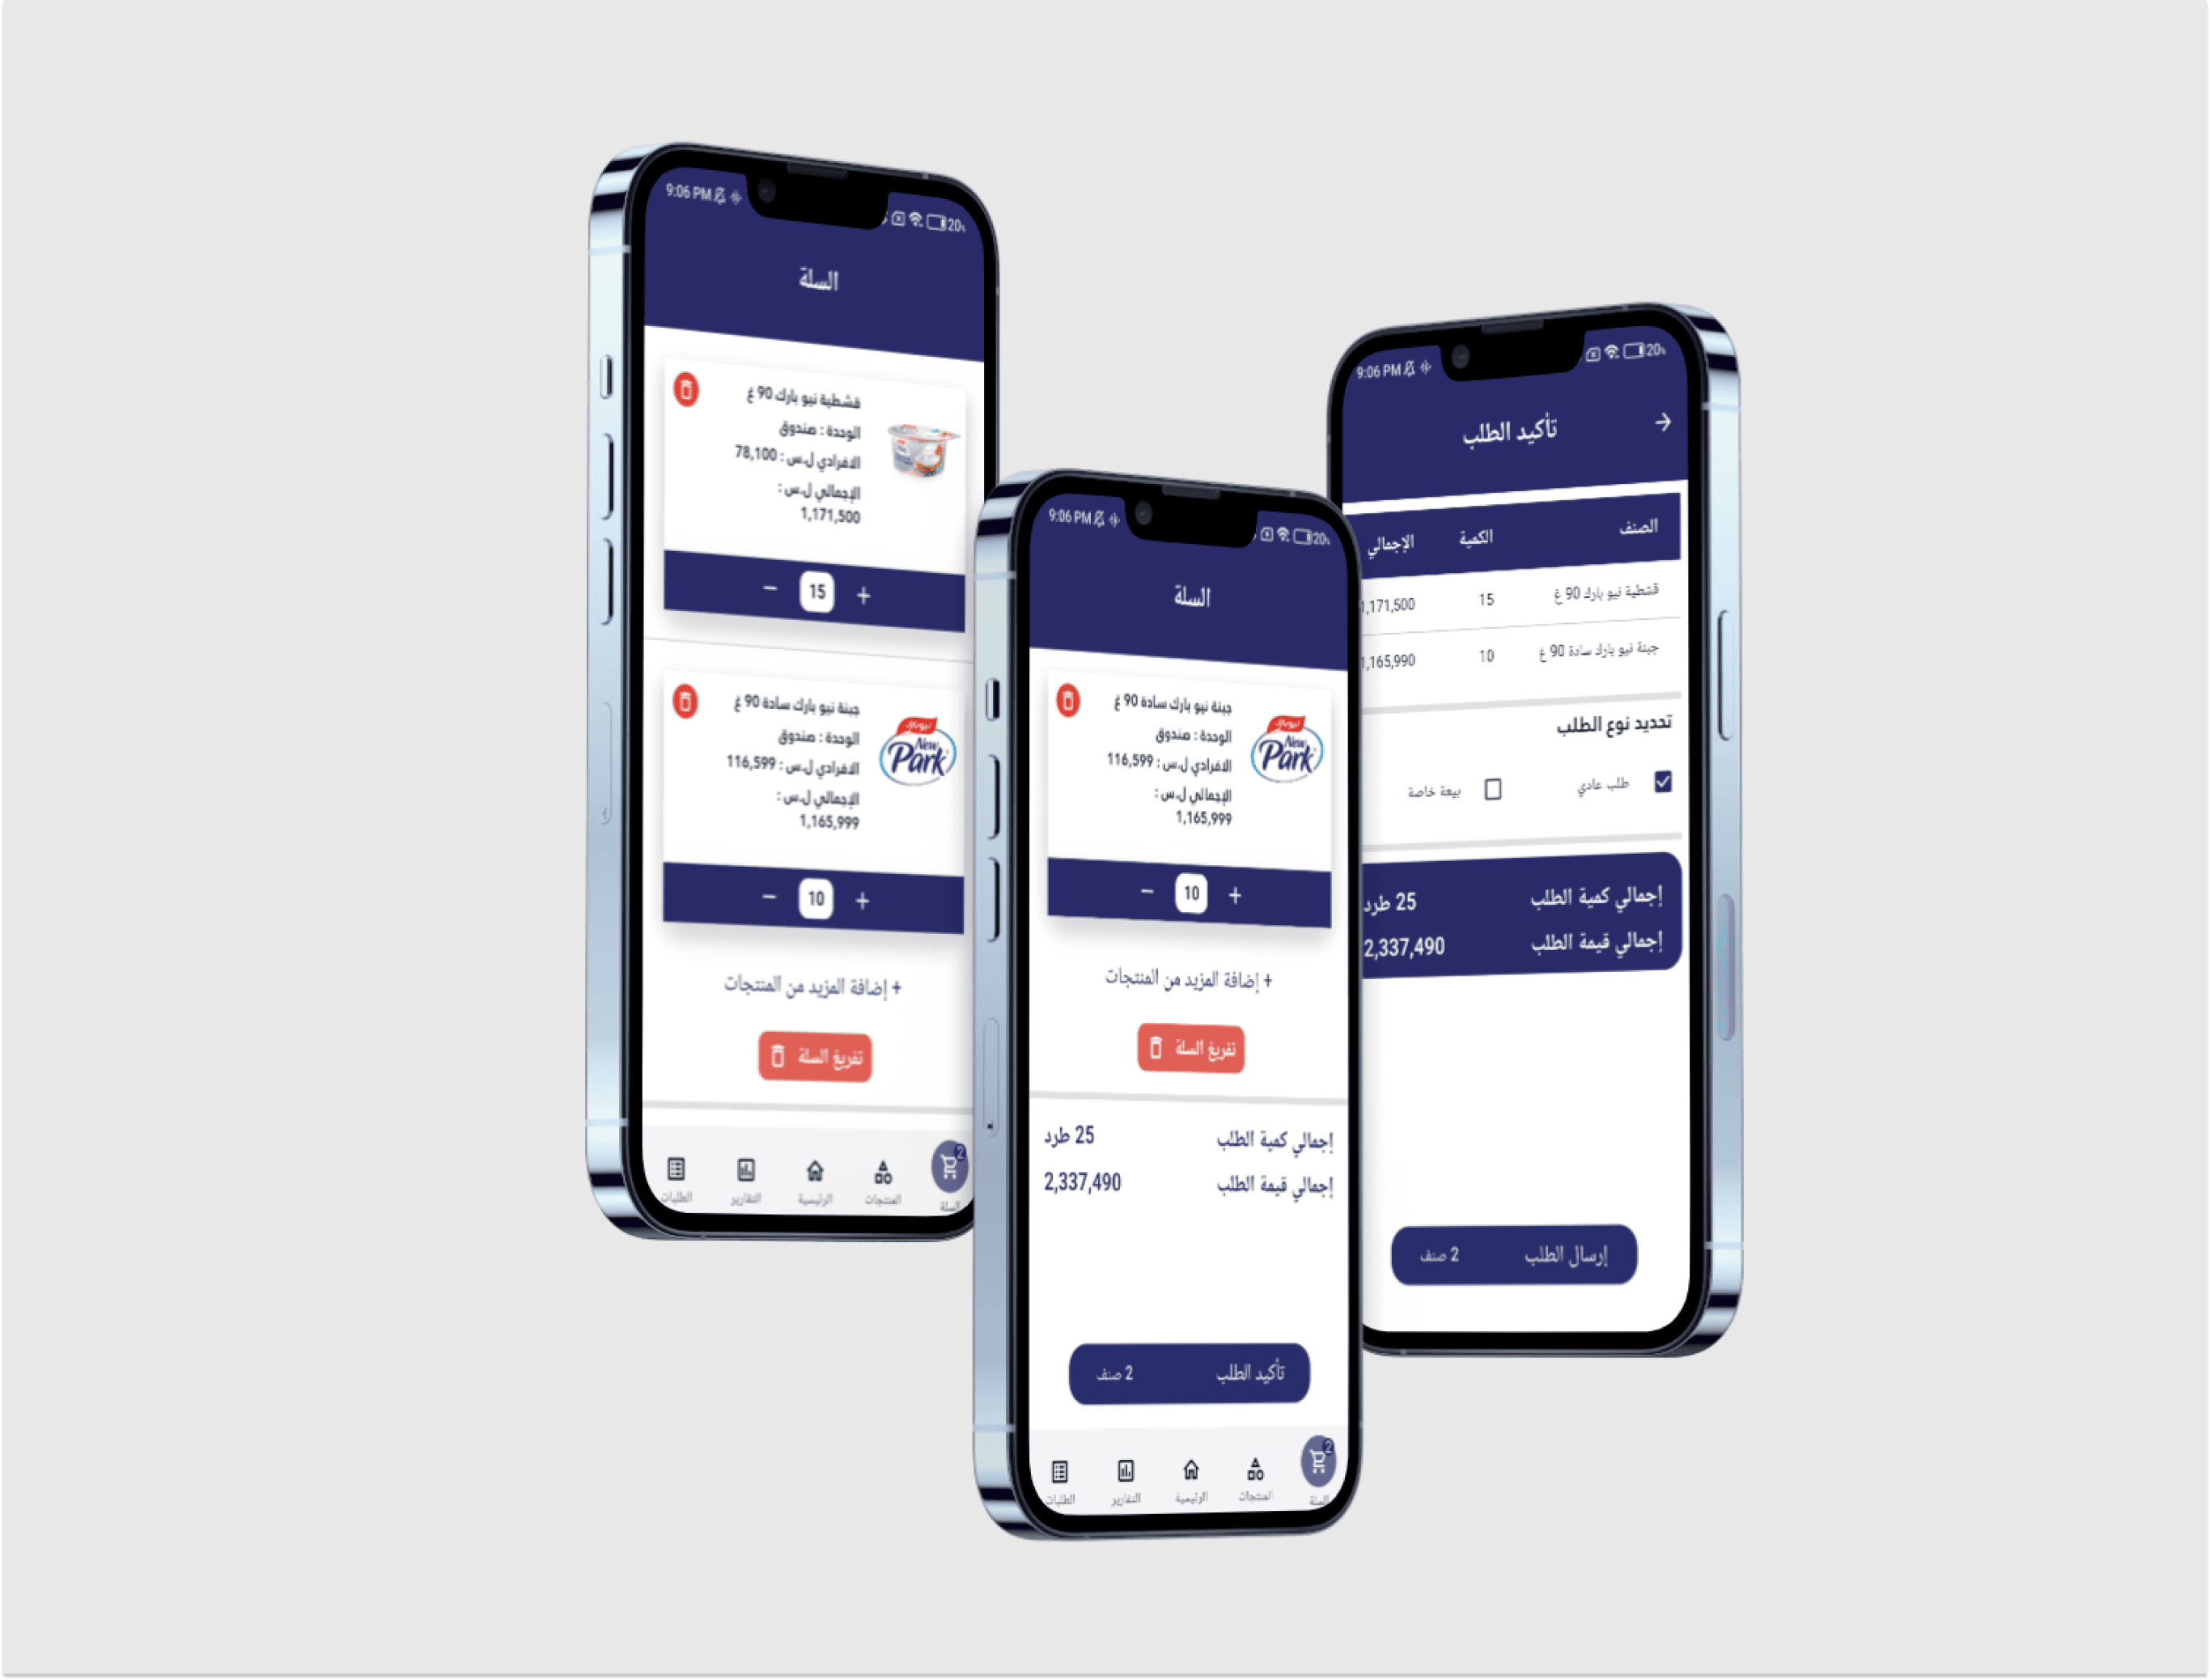 9:06 PM
20%
السلة
قشطية نيو بارك 90 غ
الوحدة : صندوق
الافرادي ل.س : 78,100
الإجمالي ل.س :
1,171,500
+ 15 −
جبنة نيو بارك سادة 90 غ
الوحدة : صندوق
الافرادي ل.س : 116,599
الإجمالي ل.س :
1,165,999
نيوبارك
New
Park
+ 10 −
+ إضافة المزيد من المنتجات
تفريغ السلة
2
السلة المنتجات الرئيسية التقارير الطلبات
9:06 PM
20%
السلة
جبنة نيو بارك سادة 90 غ
الوحدة : صندوق
الافرادي ل.س : 116,599
الإجمالي ل.س :
1,165,999
نيوبارك
New
Park
+ 10 −
+ إضافة المزيد من المنتجات
تفريغ السلة
إجمالي كمية الطلب 25 طرد
إجمالي قيمة الطلب 2,337,490
تأكيد الطلب 2 صنف
2
السلة المنتجات الرئيسية التقارير الطلبات
9:06 PM
20%
تأكيد الطلب
الصنف الكمية الإجمالي
قشطية نيو بارك 90 غ 15 1,171,500
جبنة نيو بارك سادة 90 غ 10 1,165,990
تحديد نوع الطلب
طلب عادي بيعة خاصة
إجمالي كمية الطلب 25 طرد
إجمالي قيمة الطلب 2,337,490
إرسال الطلب 2 صنف